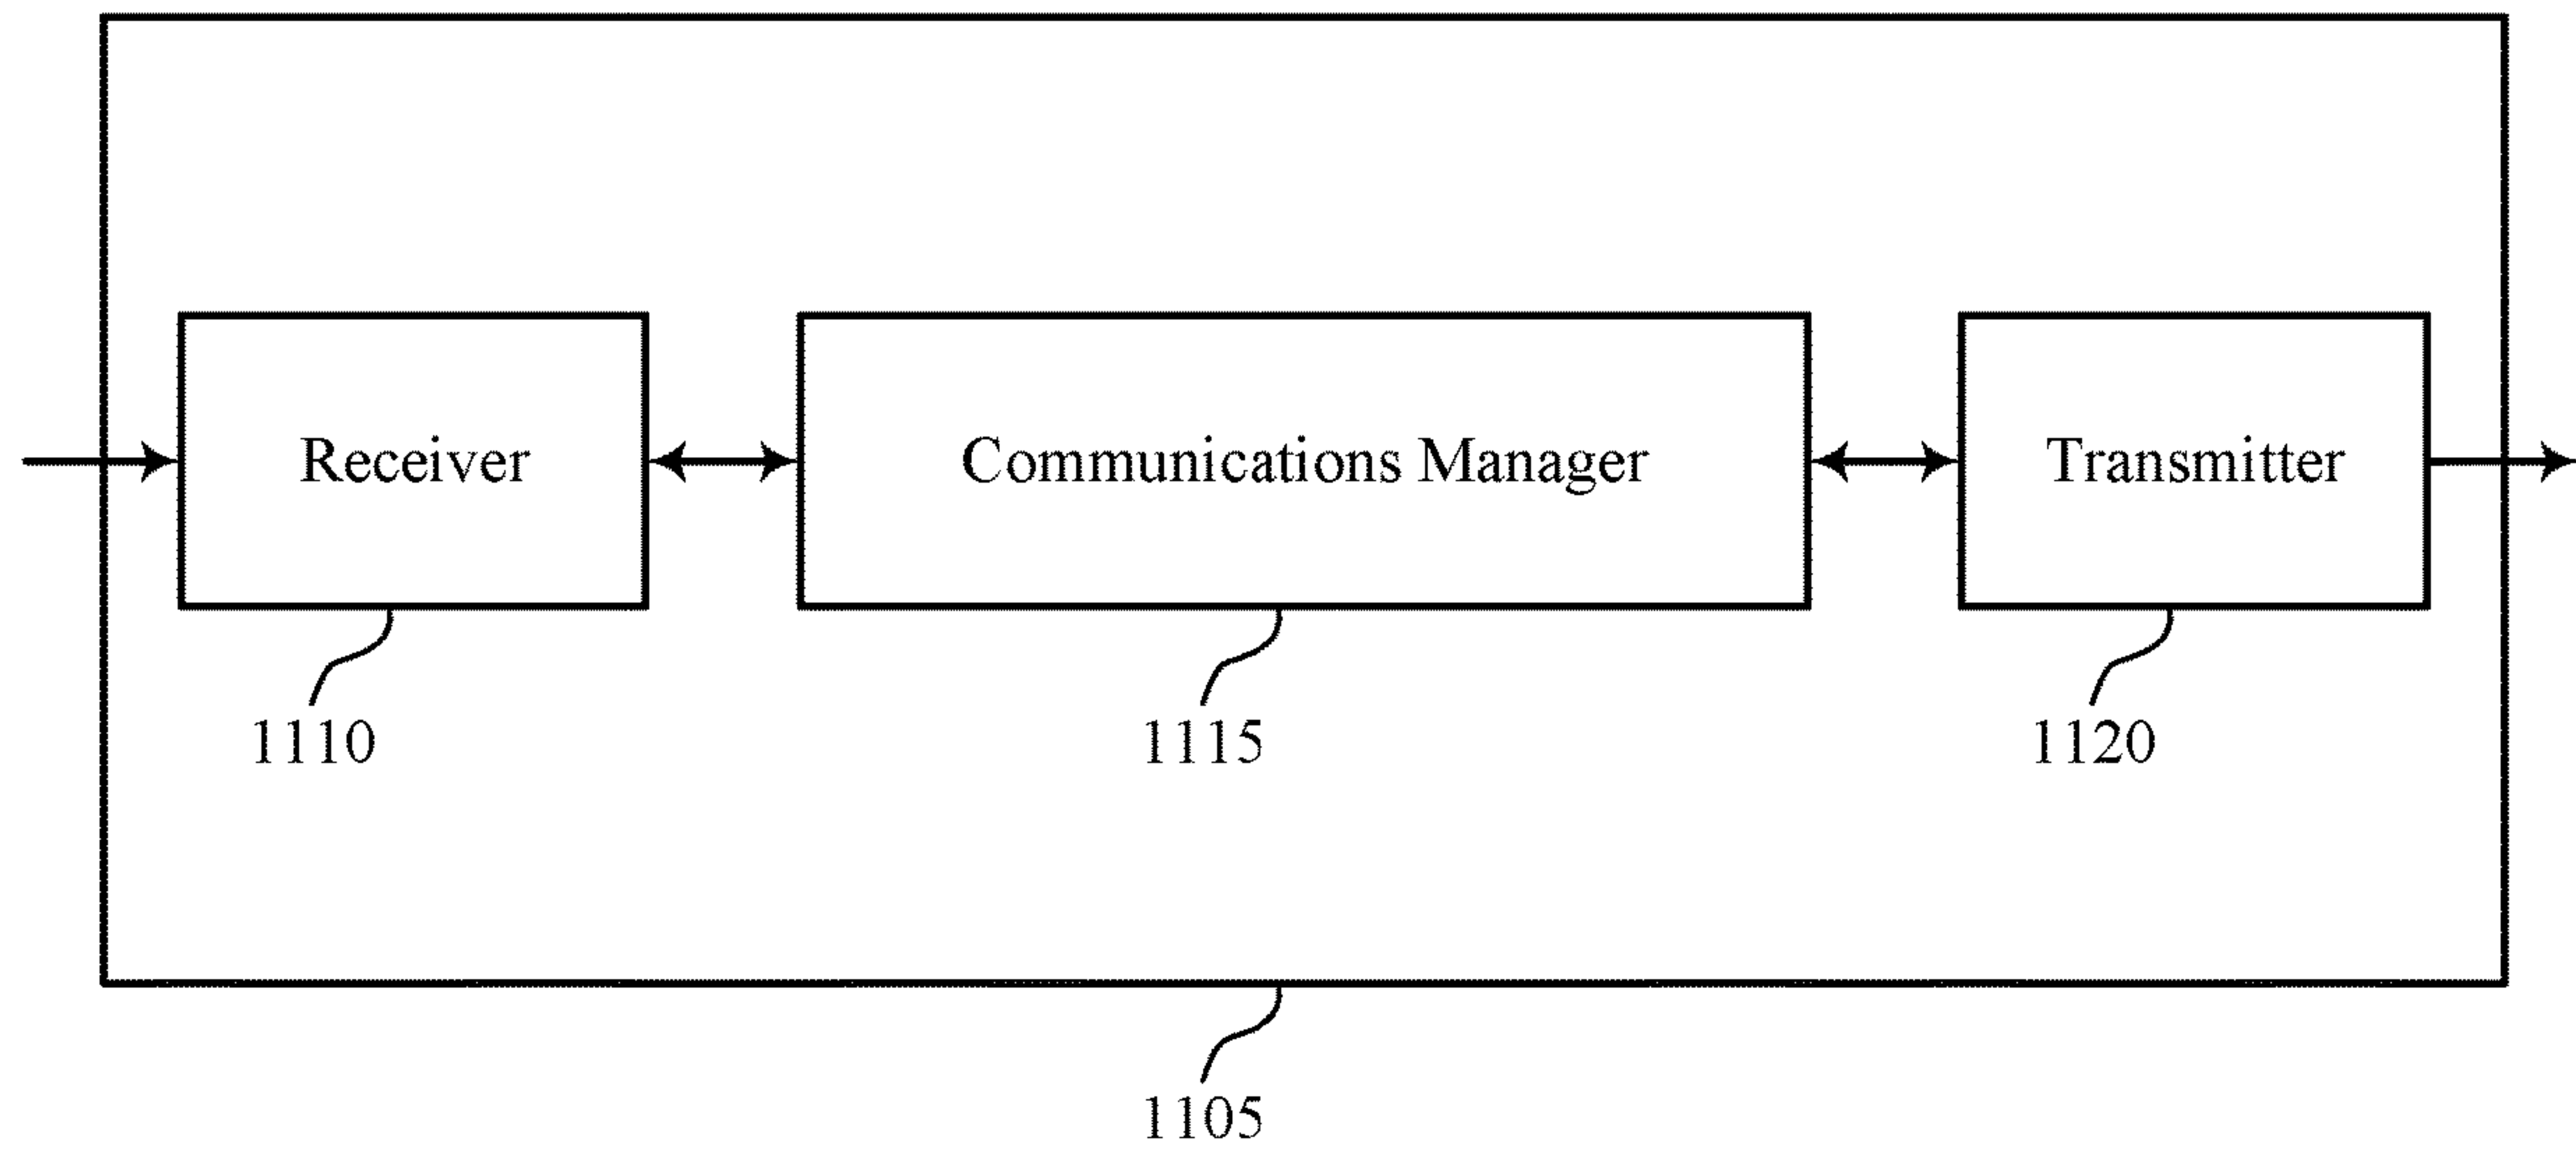 Receiver
Communications Manager
Transmitter
1110
1115
1120
1105